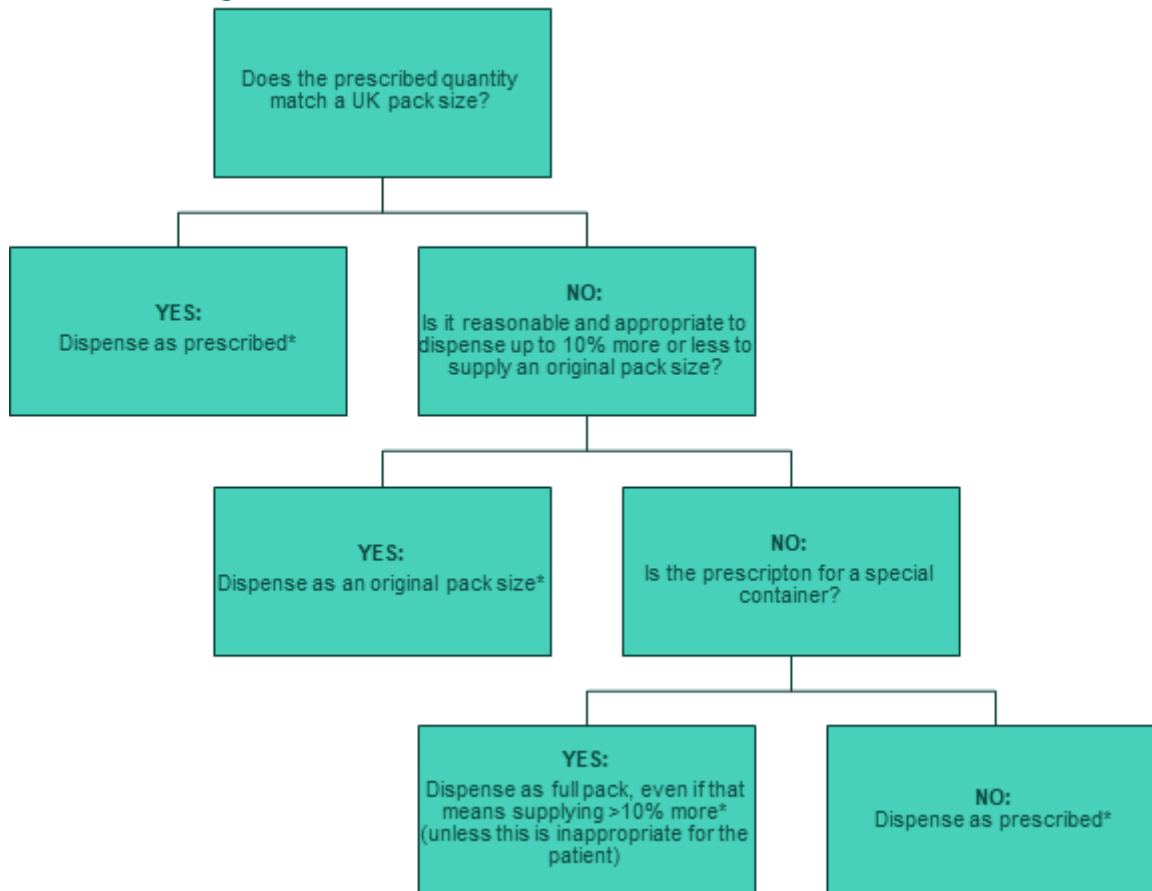 Does the prescribed quantity
match a UK pack size?
YES:
Dispense as prescribed*
NO:
Is it reasonable and appropriate to
dispense up to 10% more or less to
supply an original pack size?
YES:
Dispense as an original pack size*
NO:
Is the prescripton for a special
container?
YES:
Dispense as full pack, even if that
means supplying >10% more*
(unless this is inappropriate for the
patient)
NO:
Dispense as prescribed*